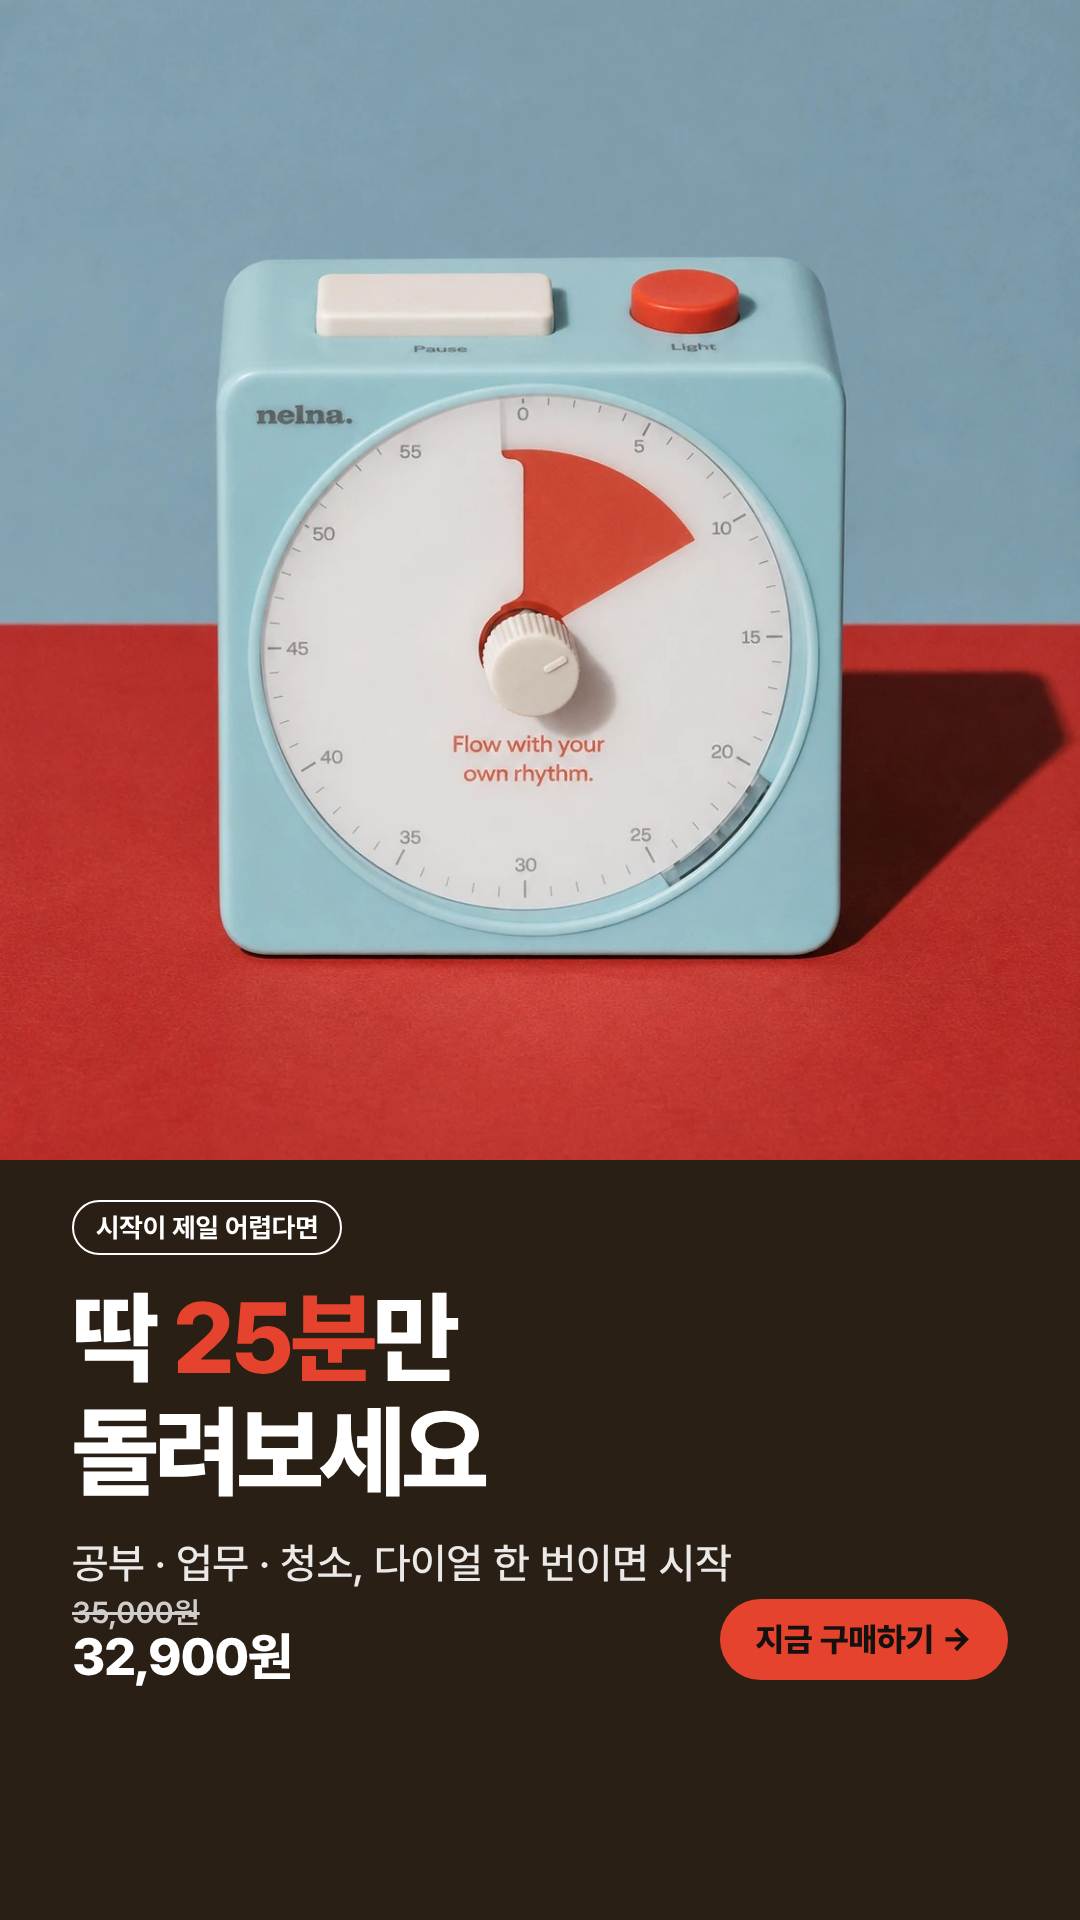 Pause
Light
nelna.
0
5
10
15
20
25
30
35
40
45
50
55
Flow with your
own rhythm.
시작이 제일 어렵다면
딱 25분만
돌려보세요
공부 · 업무 · 청소, 다이얼 한 번이면 시작
35,000원
32,900원
지금 구매하기 →